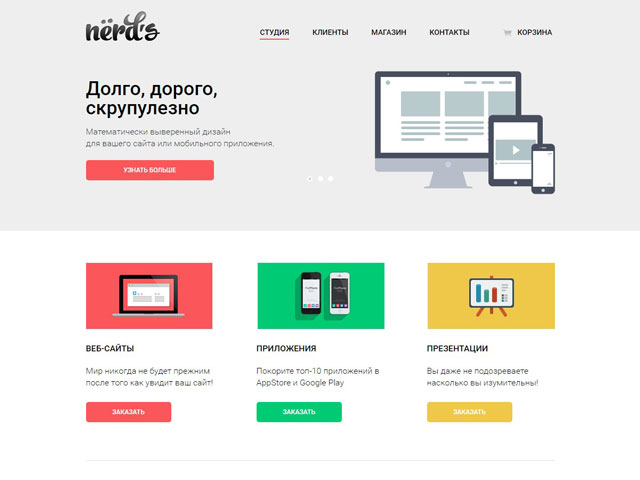 nërd's
СТУДИЯ КЛИЕНТЫ МАГАЗИН КОНТАКТЫ КОРЗИНА
Долго, дорого,
скрупулезно
Математически выверенный дизайн
для вашего сайта или мобильного приложения.
УЗНАТЬ БОЛЬШЕ
ВЕБ-САЙТЫ ПРИЛОЖЕНИЯ ПРЕЗЕНТАЦИИ
Мир никогда не будет прежним
после того как увидит ваш сайт!
Покорите топ-10 приложений в
AppStore и Google Play
Вы даже не подозреваете
насколько вы изумительны!
ЗАКАЗАТЬ ЗАКАЗАТЬ ЗАКАЗАТЬ